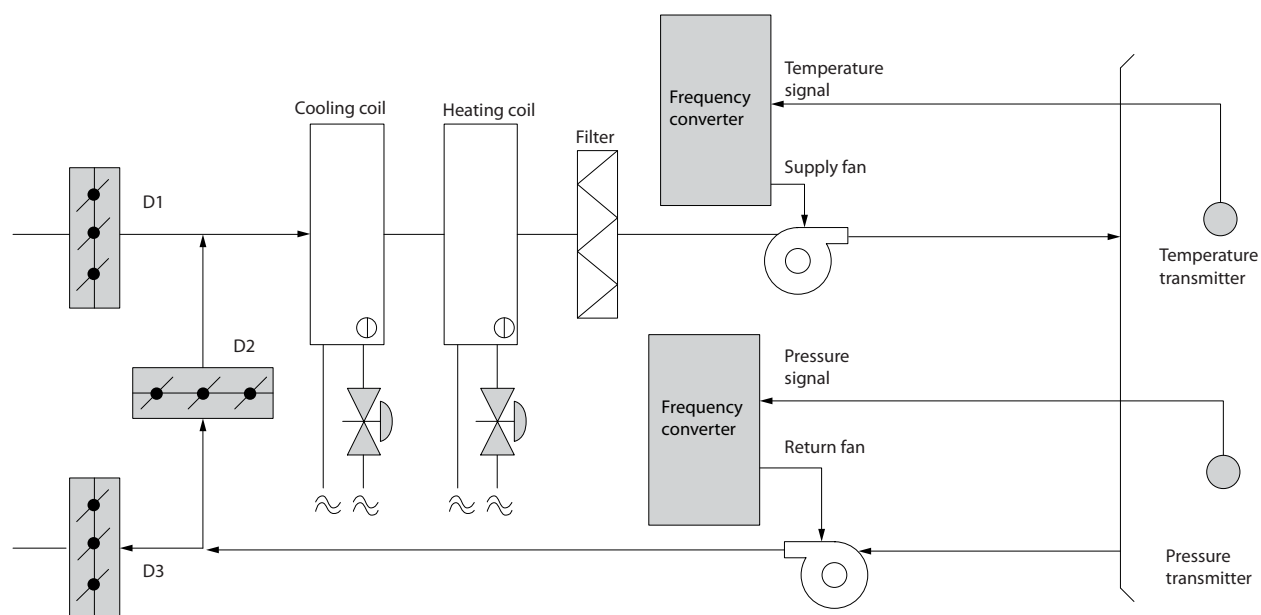 Temperature
signal
Frequency
converter
Cooling coil
Heating coil
Filter
Supply fan
D1
Temperature
transmitter
D2
Pressure
signal
Frequency
converter
Return fan
Pressure
transmitter
D3